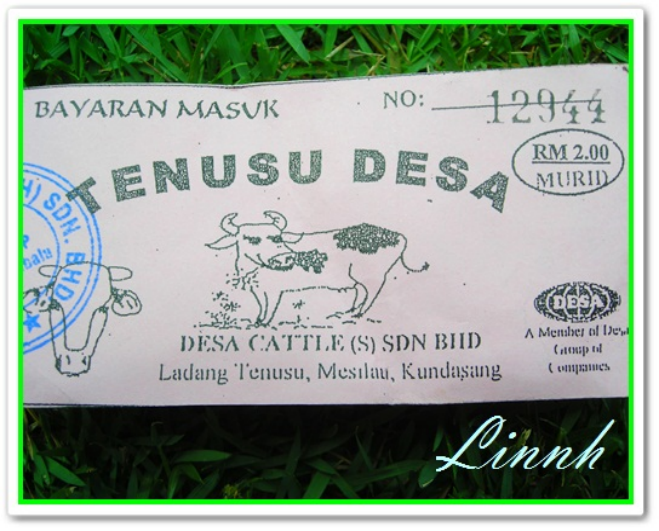 BAYARAN MASUK
NO: 12944
TENUSU DESA
RM 2.00
MURID
H) SDN. BHD
DESA
DESA CATTLE (S) SDN BHD
A Member of Desa
Group of
Companies
Ladang Tenusu, Mesilau, Kundasang
Linnh